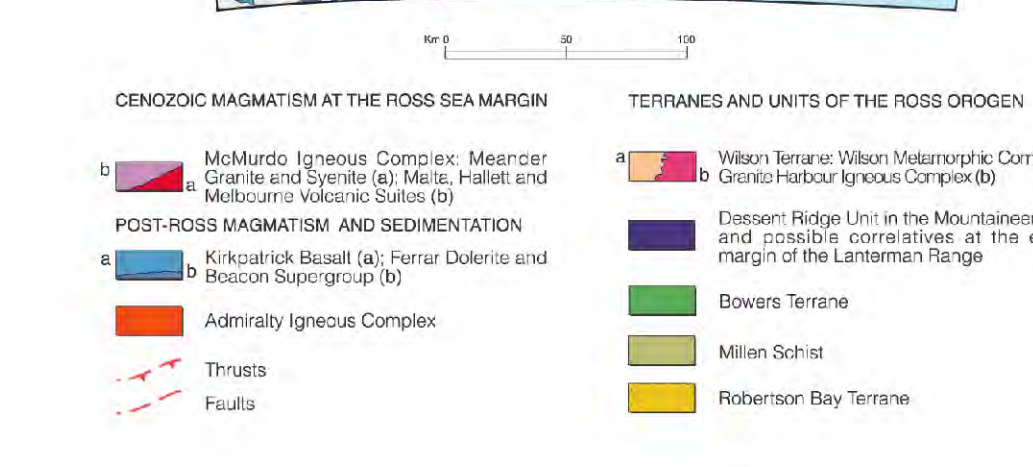 Km 0 50 100
CENOZOIC MAGMATISM AT THE ROSS SEA MARGIN
b
a
McMurdo Igneous Complex: Meander
Granite and Syenite (a); Malta, Hallett and
Melbourne Volcanic Suites (b)
POST-ROSS MAGMATISM AND SEDIMENTATION
a
b
Kirkpatrick Basalt (a); Ferrar Dolerite and
Beacon Supergroup (b)
Admiralty Igneous Complex
Thrusts
Faults
TERRANES AND UNITS OF THE ROSS OROGEN
a
b
Wilson Terrane: Wilson Metamorphic Com
Granite Harbour Igneous Complex (b)
Dessent Ridge Unit in the Mountaineer
and possible correlatives at the e
margin of the Lanterman Range
Bowers Terrane
Millen Schist
Robertson Bay Terrane